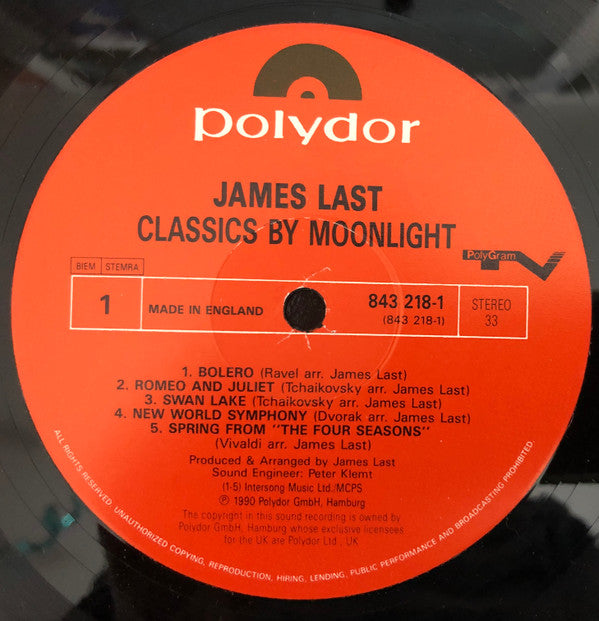 polydor
JAMES LAST
CLASSICS BY MOONLIGHT
PolyGram
TV
BIEM STEMRA
1 MADE IN ENGLAND 843 218-1 STEREO
(843 218-1) 33
1. BOLERO (Ravel arr. James Last)
2. ROMEO AND JULIET (Tchaikovsky arr. James Last)
3. SWAN LAKE (Tchaikovsky arr. James Last)
4. NEW WORLD SYMPHONY (Dvorak arr. James Last)
5. SPRING FROM "THE FOUR SEASONS"
(Vivaldi arr. James Last)
Produced & Arranged by James Last
Sound Engineer: Peter Klemt
(1-5) Intersong Music Ltd./MCPS
℗ 1990 Polydor GmbH, Hamburg
The copyright in this sound recording is owned by
Polydor GmbH, Hamburg whose exclusive licensees
for the UK are Polydor Ltd., UK
ALL RIGHTS RESERVED. UNAUTHORIZED COPYING, REPRODUCTION, HIRING, LENDING, PUBLIC PERFORMANCE AND BROADCASTING PROHIBITED.